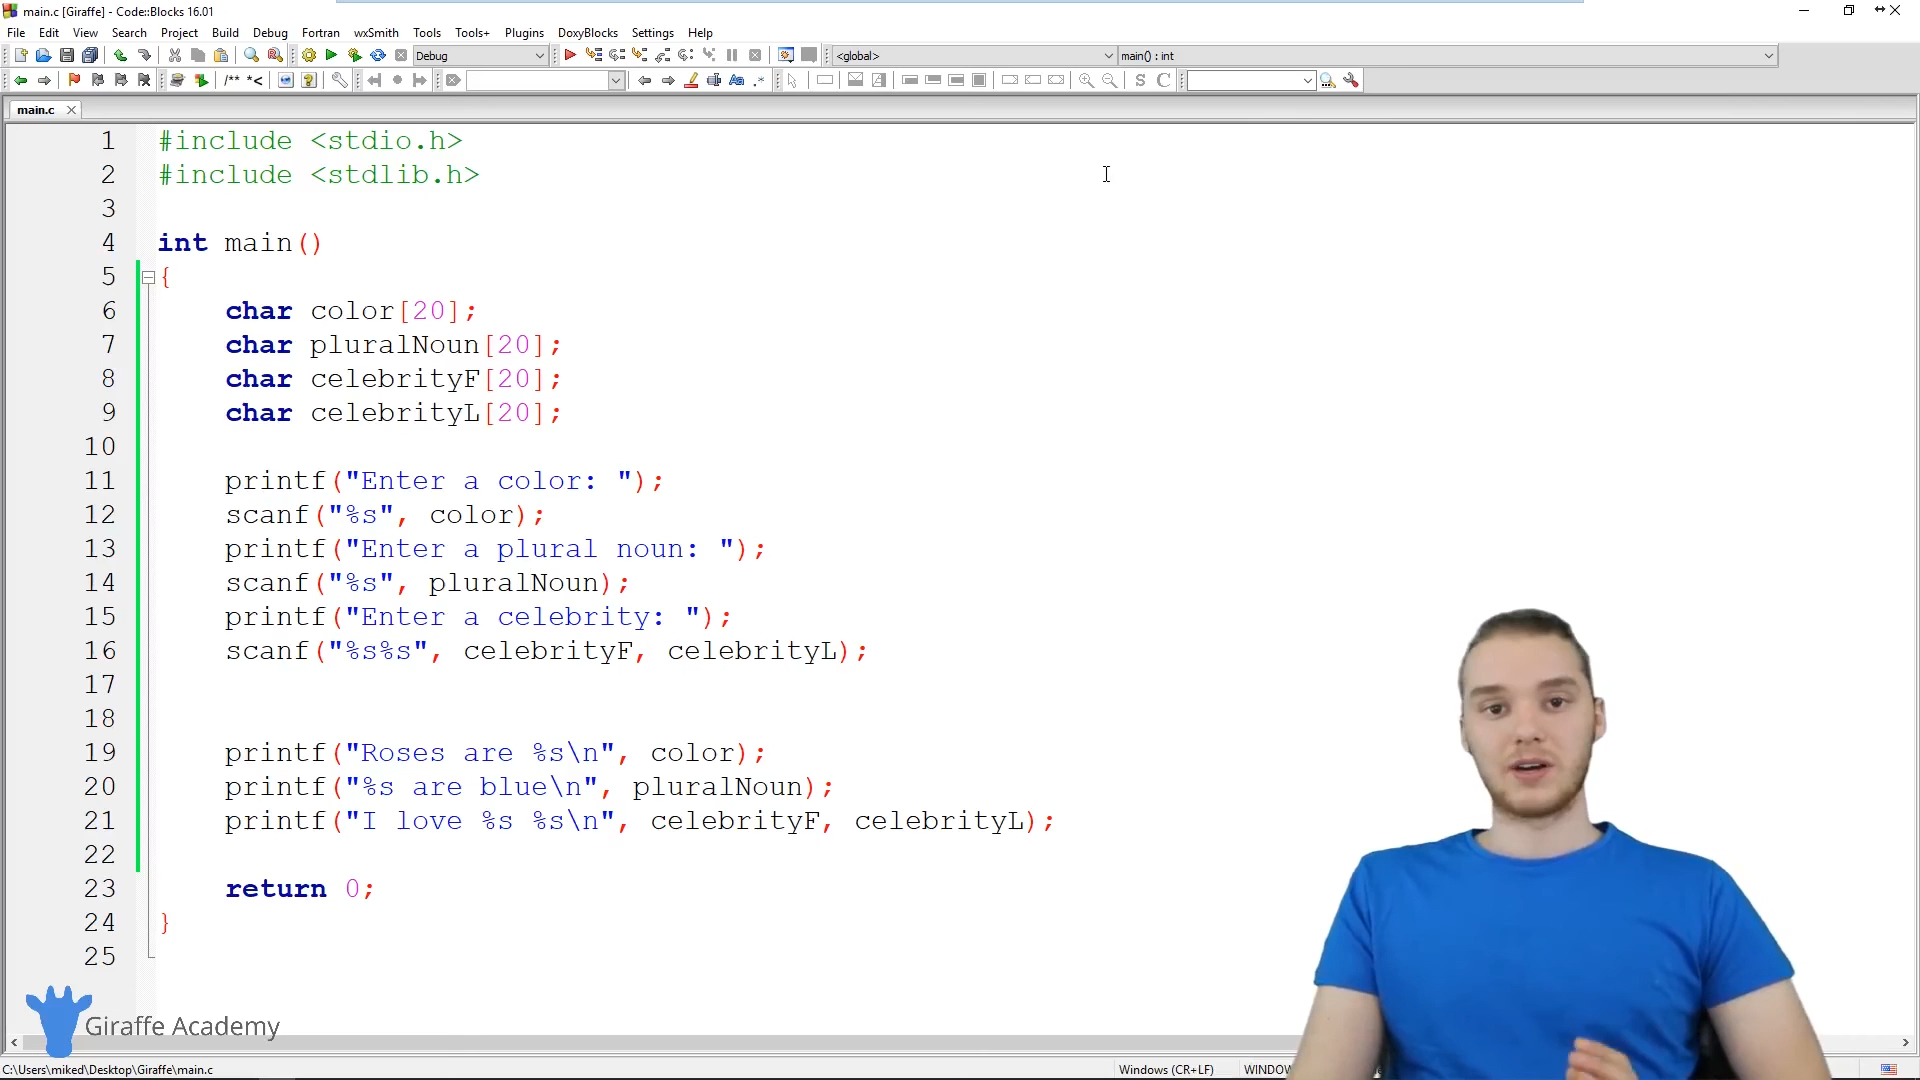 main.c [Giraffe] - Code::Blocks 16.01
File Edit View Search Project Build Debug Fortran wxSmith Tools Tools+ Plugins DoxyBlocks Settings Help
Debug <global> main() : int
/** *< Aa .* S C
main.c
1 #include <stdio.h>
2 #include <stdlib.h>
3
4 int main()
5 {
6 char color[20];
7 char pluralNoun[20];
8 char celebrityF[20];
9 char celebrityL[20];
10
11 printf("Enter a color: ");
12 scanf("%s", color);
13 printf("Enter a plural noun: ");
14 scanf("%s", pluralNoun);
15 printf("Enter a celebrity: ");
16 scanf("%s%s", celebrityF, celebrityL);
17
18
19 printf("Roses are %s\n", color);
20 printf("%s are blue\n", pluralNoun);
21 printf("I love %s %s\n", celebrityF, celebrityL);
22
23 return 0;
24 }
25
Giraffe Academy
C:\Users\miked\Desktop\Giraffe\main.c Windows (CR+LF)